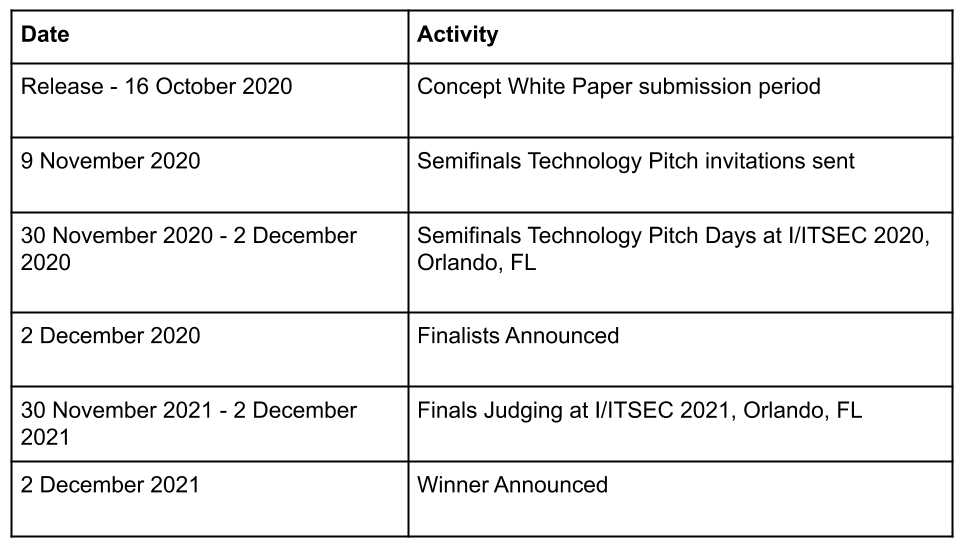 Date
Activity
Release - 16 October 2020
Concept White Paper submission period
9 November 2020
Semifinals Technology Pitch invitations sent
30 November 2020 - 2 December
2020
Semifinals Technology Pitch Days at I/ITSEC 2020,
Orlando, FL
2 December 2020
Finalists Announced
30 November 2021 - 2 December
2021
Finals Judging at I/ITSEC 2021, Orlando, FL
2 December 2021
Winner Announced